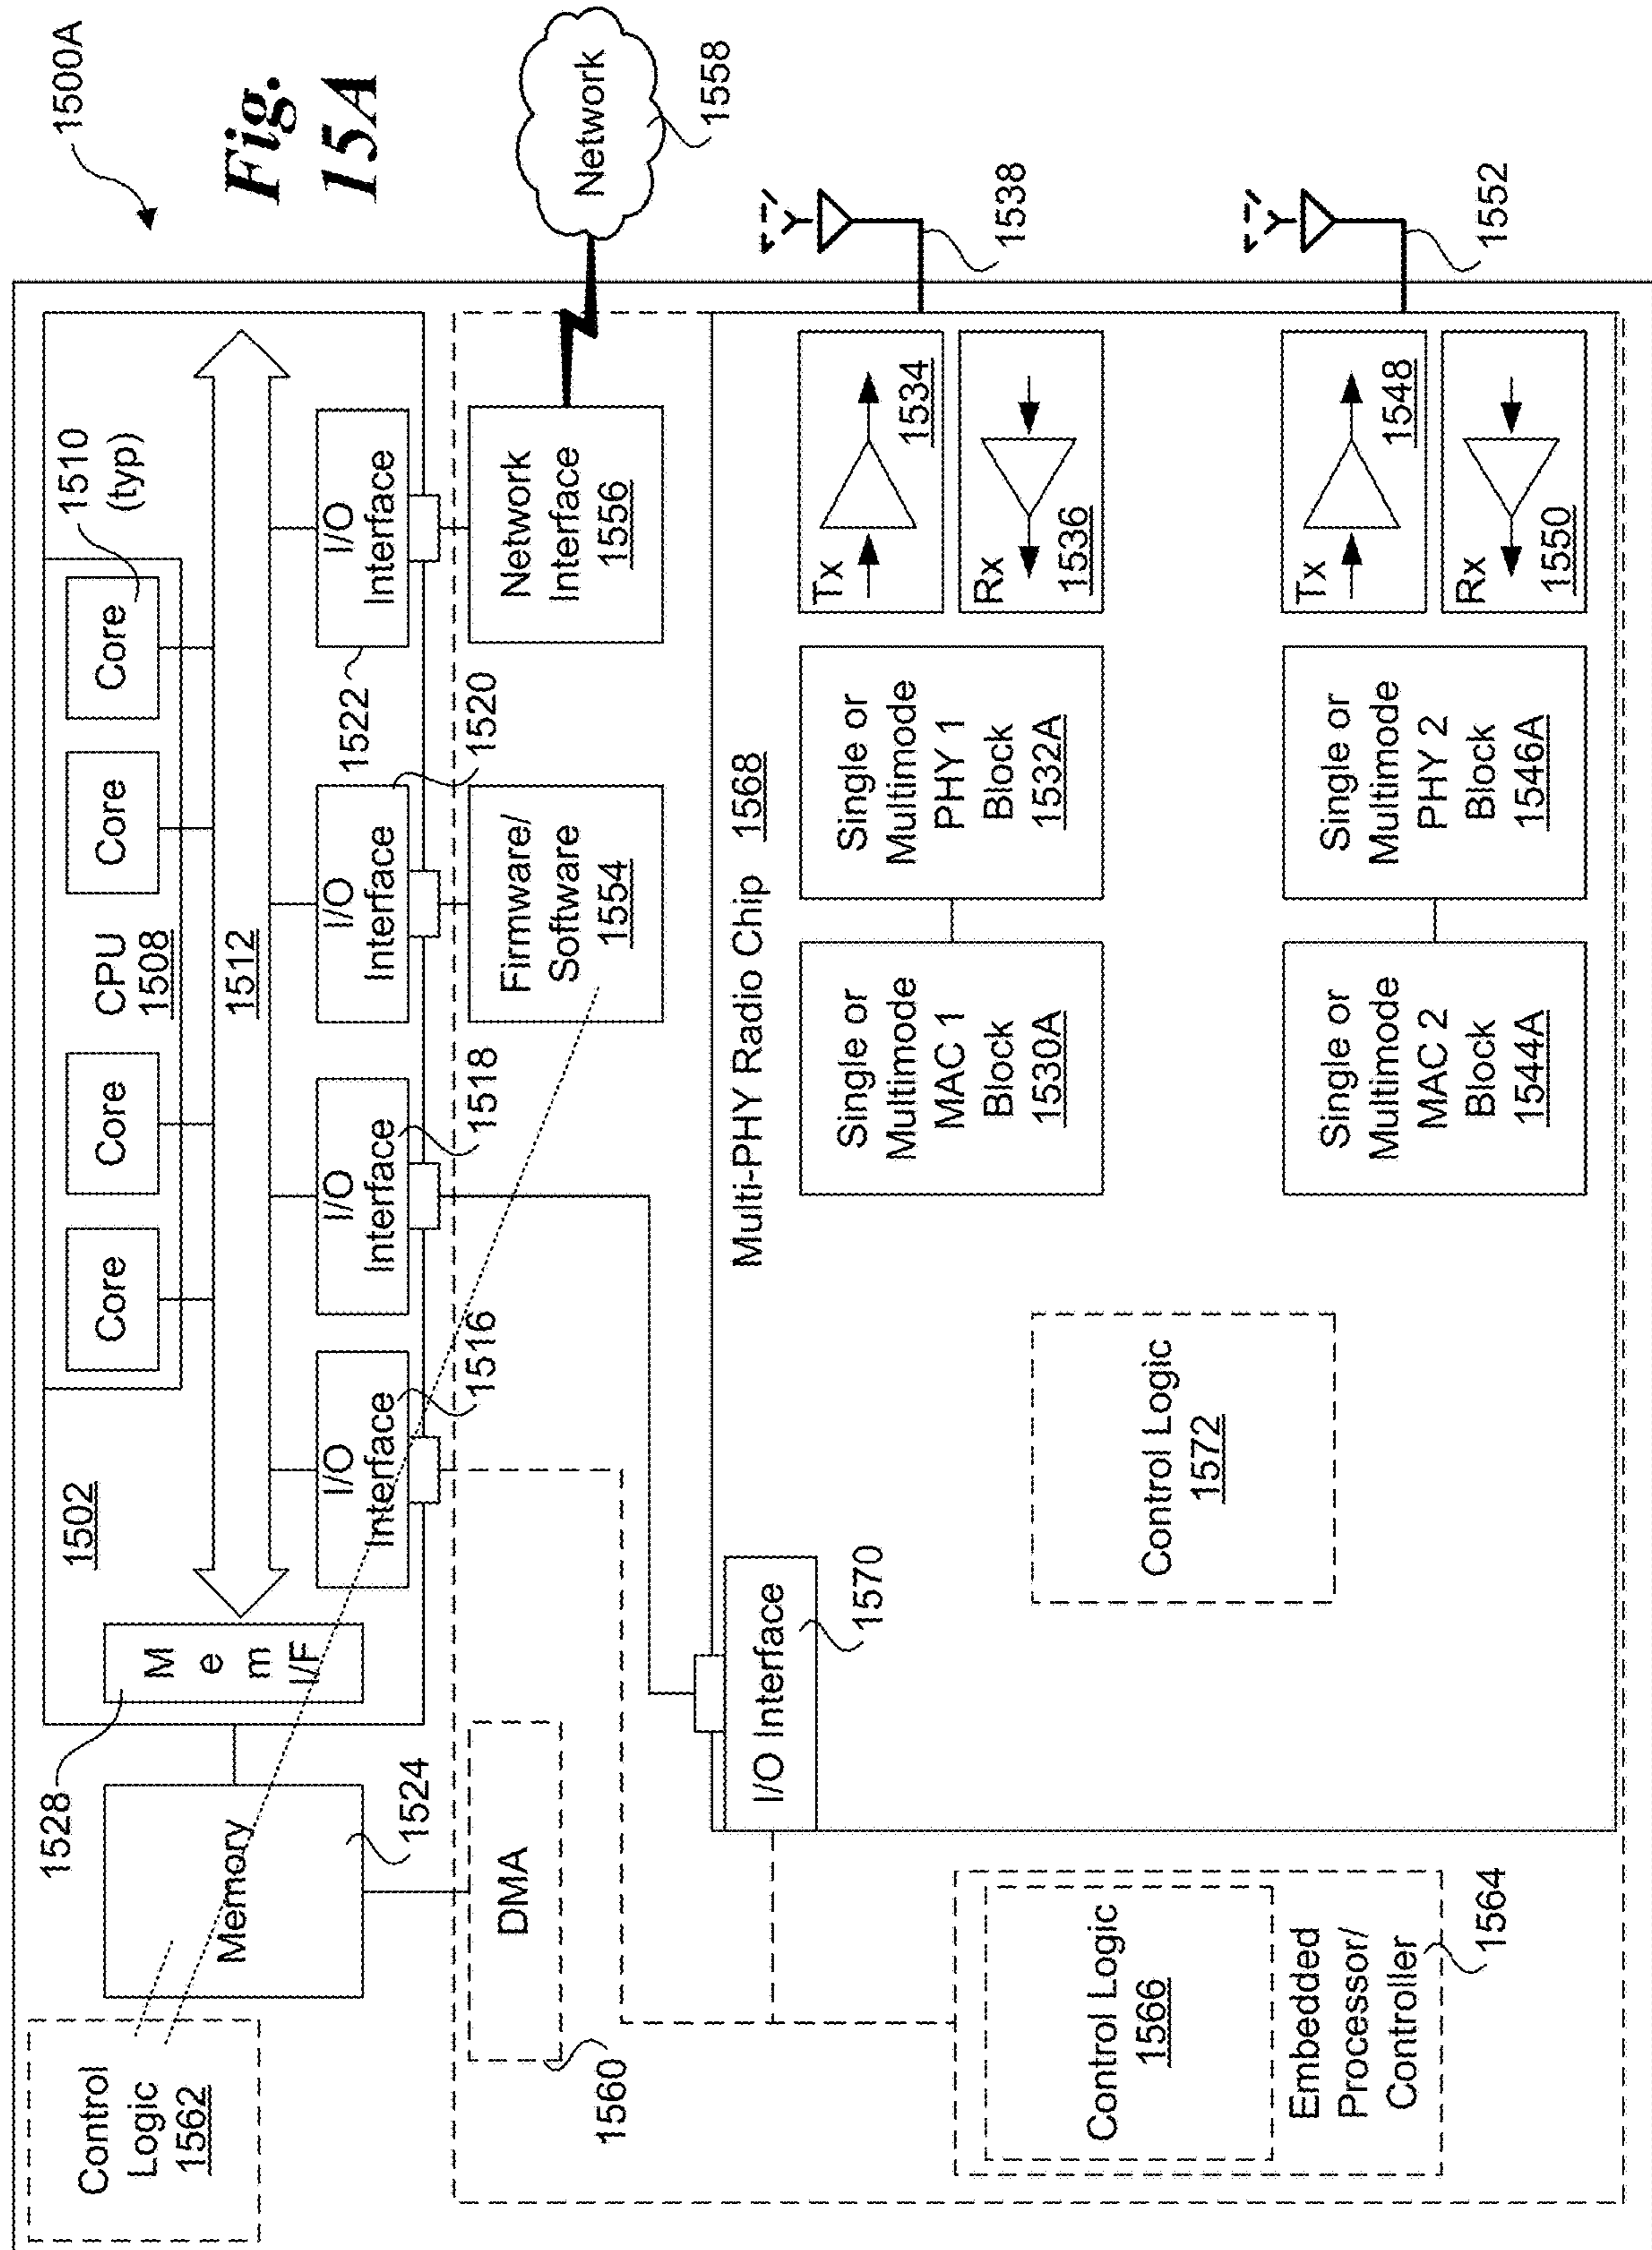 1500A
Fig.
15A
Control
Logic
1562
1528
Memory
1524
M
e
m
I/F
1502
Core
Core
CPU
1508
Core
Core
1510
(typ)
1512
I/O
Interface
1516
I/O
Interface
1518
I/O
Interface
1520
I/O
Interface
1522
DMA
1560
Firmware/
Software
1554
Network
Interface
1556
Network
1558
Multi-PHY Radio Chip 1568
I/O Interface
1570
Control Logic
1572
Control Logic
1566
Embedded
Processor/
Controller
1564
Single or
Multimode
MAC 1
Block
1530A
Single or
Multimode
PHY 1
Block
1532A
Tx
1534
Rx
1536
1538
Single or
Multimode
MAC 2
Block
1544A
Single or
Multimode
PHY 2
Block
1546A
Tx
1548
Rx
1550
1552